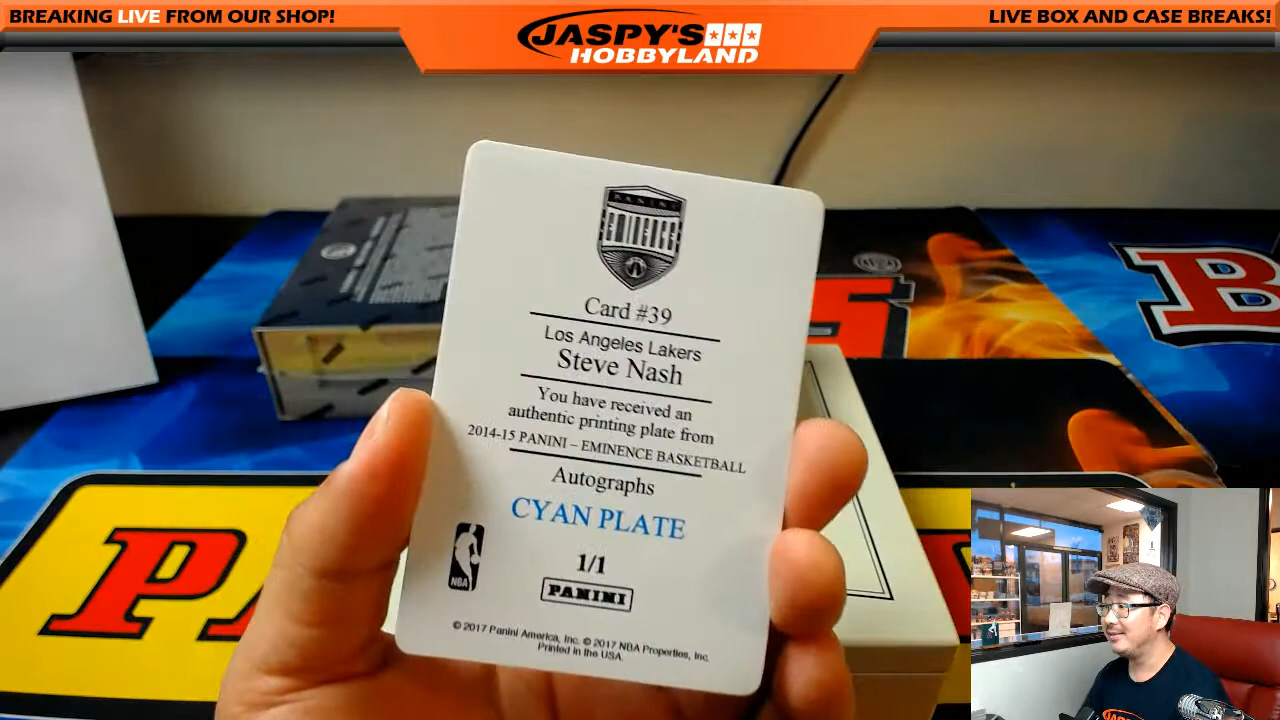 BREAKING LIVE FROM OUR SHOP!
JASPY'S
HOBBYLAND
LIVE BOX AND CASE BREAKS!
PANINI
EMINENCE
Card #39
Los Angeles Lakers
Steve Nash
You have received an
authentic printing plate from
2014-15 PANINI – EMINENCE BASKETBALL
Autographs
CYAN PLATE
1/1
NBA
PANINI
© 2017 Panini America, Inc. © 2017 NBA Properties, Inc.
Printed in the USA.